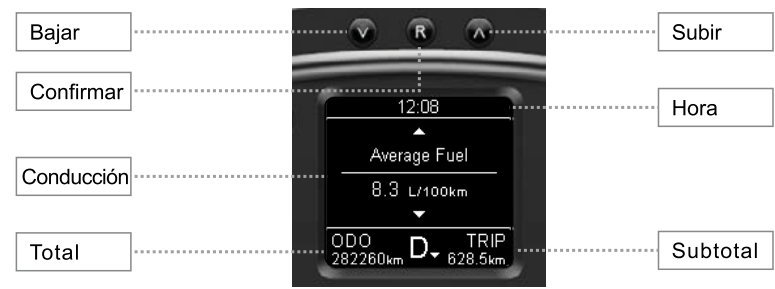 Bajar
V R Λ
Subir
Confirmar
12:08
Hora
Average Fuel
Conducción
8.3 L/100km
Total
ODO D TRIP
282260km 628.5km
Subtotal